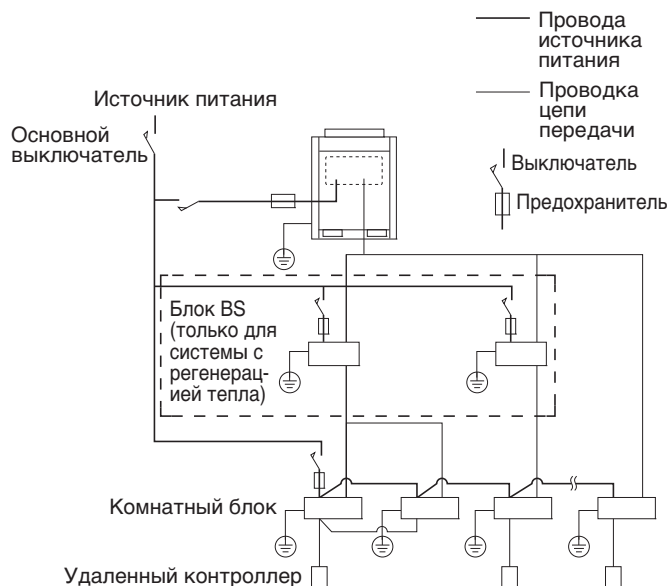 Провода
источника
питания
Проводка
цепи
передачи
Выключатель
Предохранитель
Источник питания
Основной
выключатель
Блок BS
(только для
системы с
регенерац-
ией тепла)
Комнатный блок
Удаленный контроллер